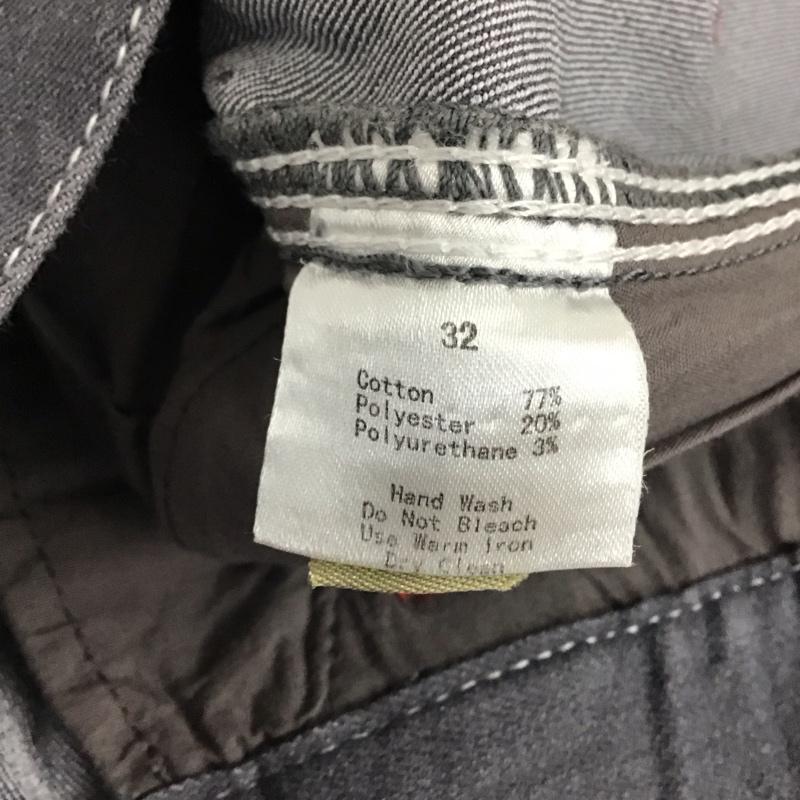 32
Cotton 77%
Polyester 20%
Polyurethane 3%
Hand Wash
Do Not Bleach
Use Warm Iron
Dry Clean